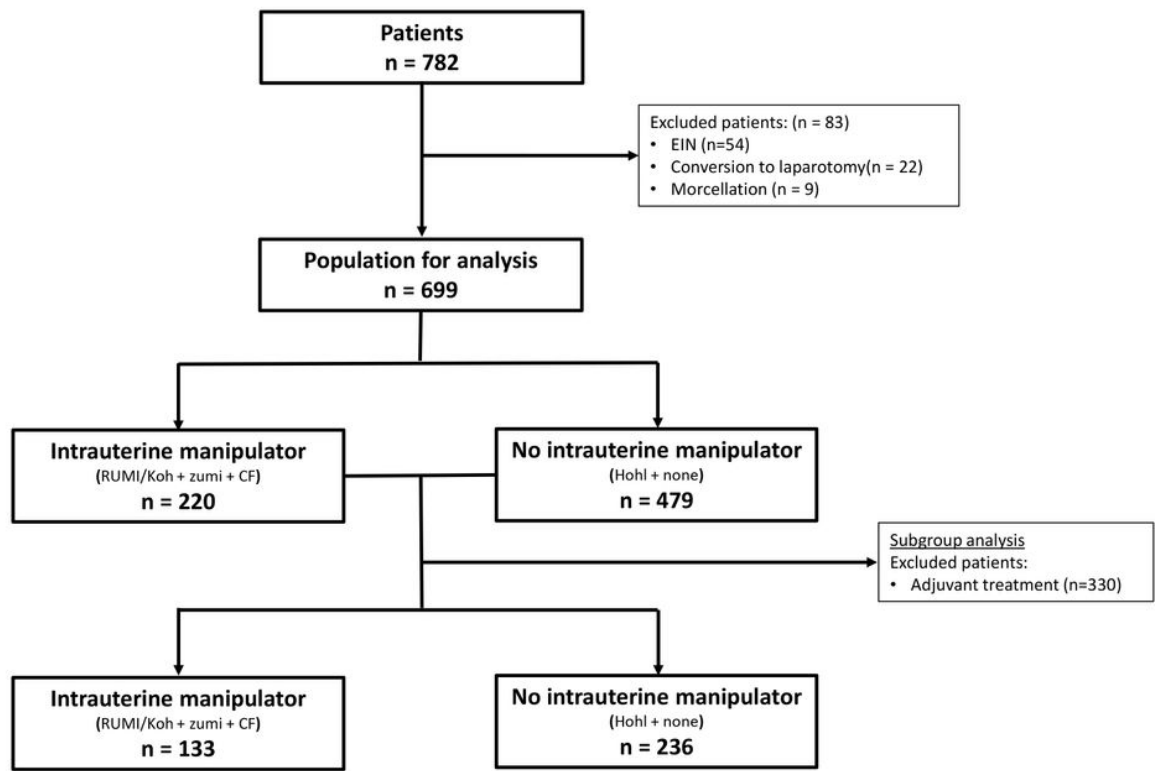 Patients
n = 782
Excluded patients: (n = 83)
• EIN (n=54)
• Conversion to laparotomy(n = 22)
• Morcellation (n = 9)
Population for analysis
n = 699
Intrauterine manipulator
(RUMI/Koh + zumi + CF)
n = 220
No intrauterine manipulator
(Hohl + none)
n = 479
Subgroup analysis
Excluded patients:
• Adjuvant treatment (n=330)
Intrauterine manipulator
(RUMI/Koh + zumi + CF)
n = 133
No intrauterine manipulator
(Hohl + none)
n = 236